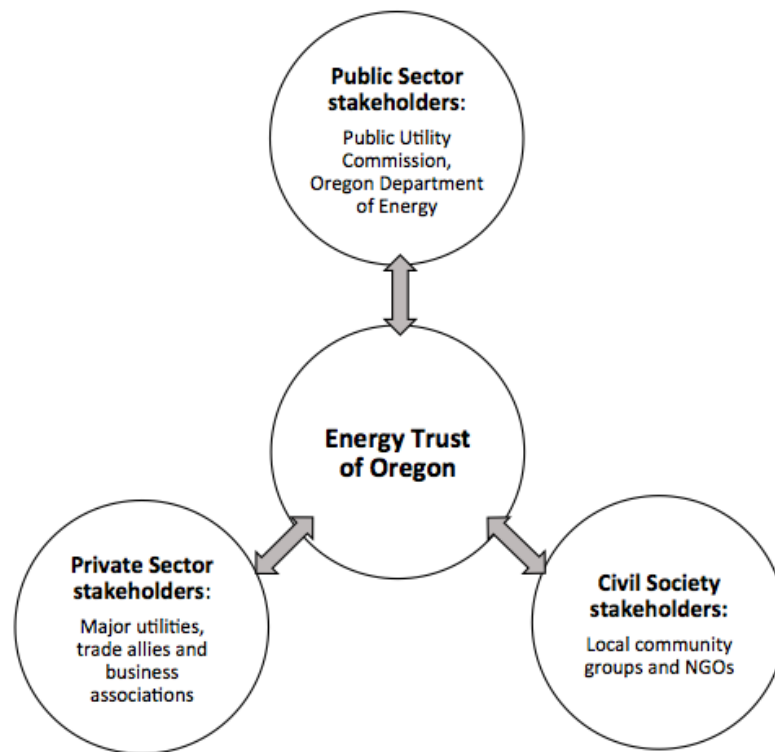 Public Sector
stakeholders:
Public Utility
Commission,
Oregon Department
of Energy
Energy Trust
of Oregon
Private Sector
stakeholders:
Major utilities,
trade allies and
business
associations
Civil Society
stakeholders:
Local community
groups and NGOs